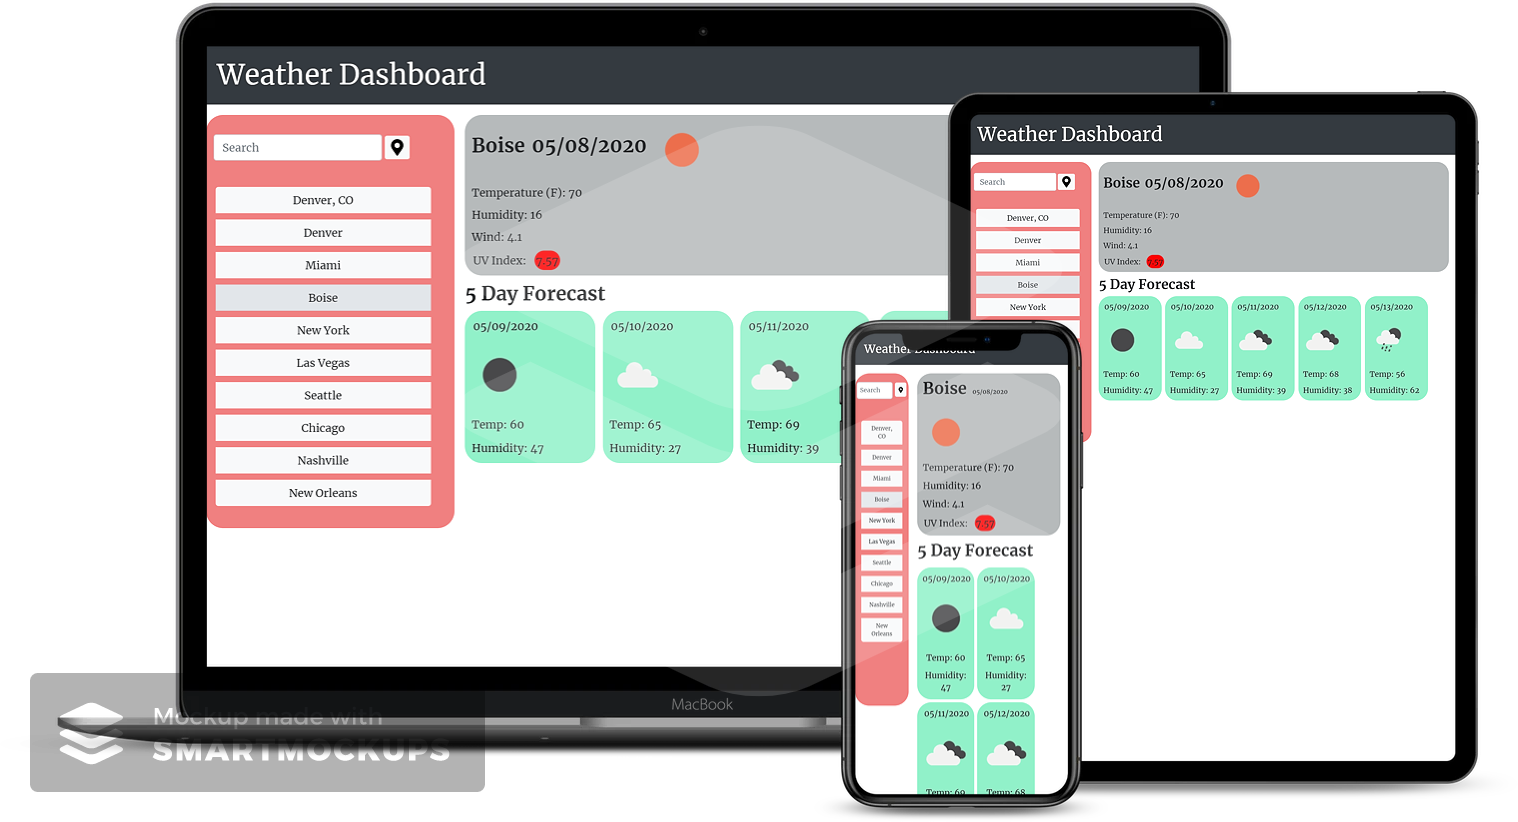 Weather Dashboard
Search
Denver, CO
Denver
Miami
Boise
New York
Las Vegas
Seattle
Chicago
Nashville
New Orleans
Boise 05/08/2020
Temperature (F): 70
Humidity: 16
Wind: 4.1
UV Index: 7.57
5 Day Forecast
05/09/2020
Temp: 60
Humidity: 47
05/10/2020
Temp: 65
Humidity: 27
05/11/2020
Temp: 69
Humidity: 39
MacBook
Weather Dashboard
Search
Denver, CO
Denver
Miami
Boise
New York
Boise 05/08/2020
Temperature (F): 70
Humidity: 16
Wind: 4.1
UV Index: 7.57
5 Day Forecast
05/09/2020
Temp: 60
Humidity: 47
05/10/2020
Temp: 65
Humidity: 27
05/11/2020
Temp: 69
Humidity: 39
05/12/2020
Temp: 68
Humidity: 38
05/13/2020
Temp: 56
Humidity: 62
Weather Dashboard
Search
Denver,
CO
Denver
Miami
Boise
New York
Las Vegas
Seattle
Chicago
Nashville
New
Orleans
Boise 05/08/2020
Temperature (F): 70
Humidity: 16
Wind: 4.1
UV Index: 7.57
5 Day Forecast
05/09/2020
Temp: 60
Humidity:
47
05/10/2020
Temp: 65
Humidity:
27
05/11/2020
Temp: 69
05/12/2020
Temp: 68
Mockup made with
SMARTMOCKUPS